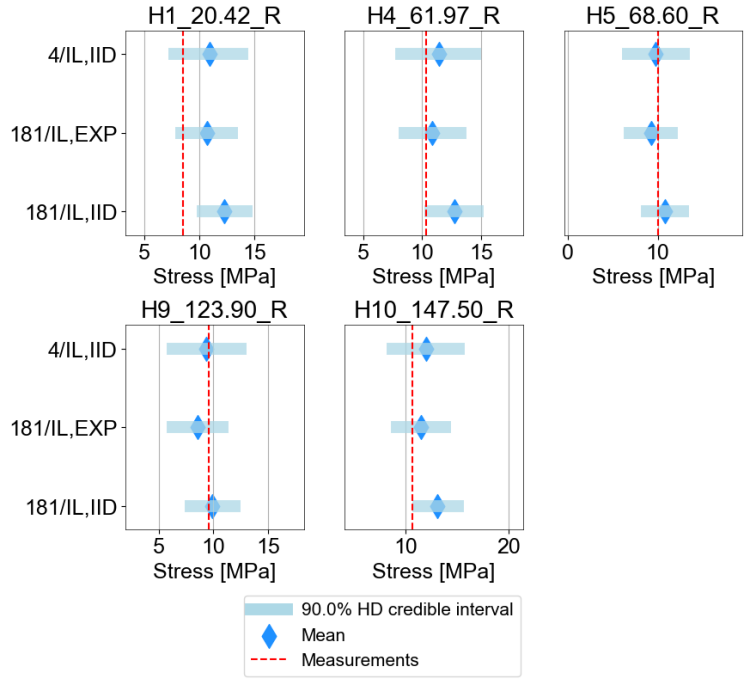 H1_20.42_R H4_61.97_R H5_68.60_R
4/IL,IID
181/IL,EXP
181/IL,IID
5 10 15 5 10 15 0 10
Stress [MPa] Stress [MPa] Stress [MPa]
H9_123.90_R H10_147.50_R
4/IL,IID
181/IL,EXP
181/IL,IID
5 10 15 10 20
Stress [MPa] Stress [MPa]
90.0% HD credible interval
Mean
Measurements